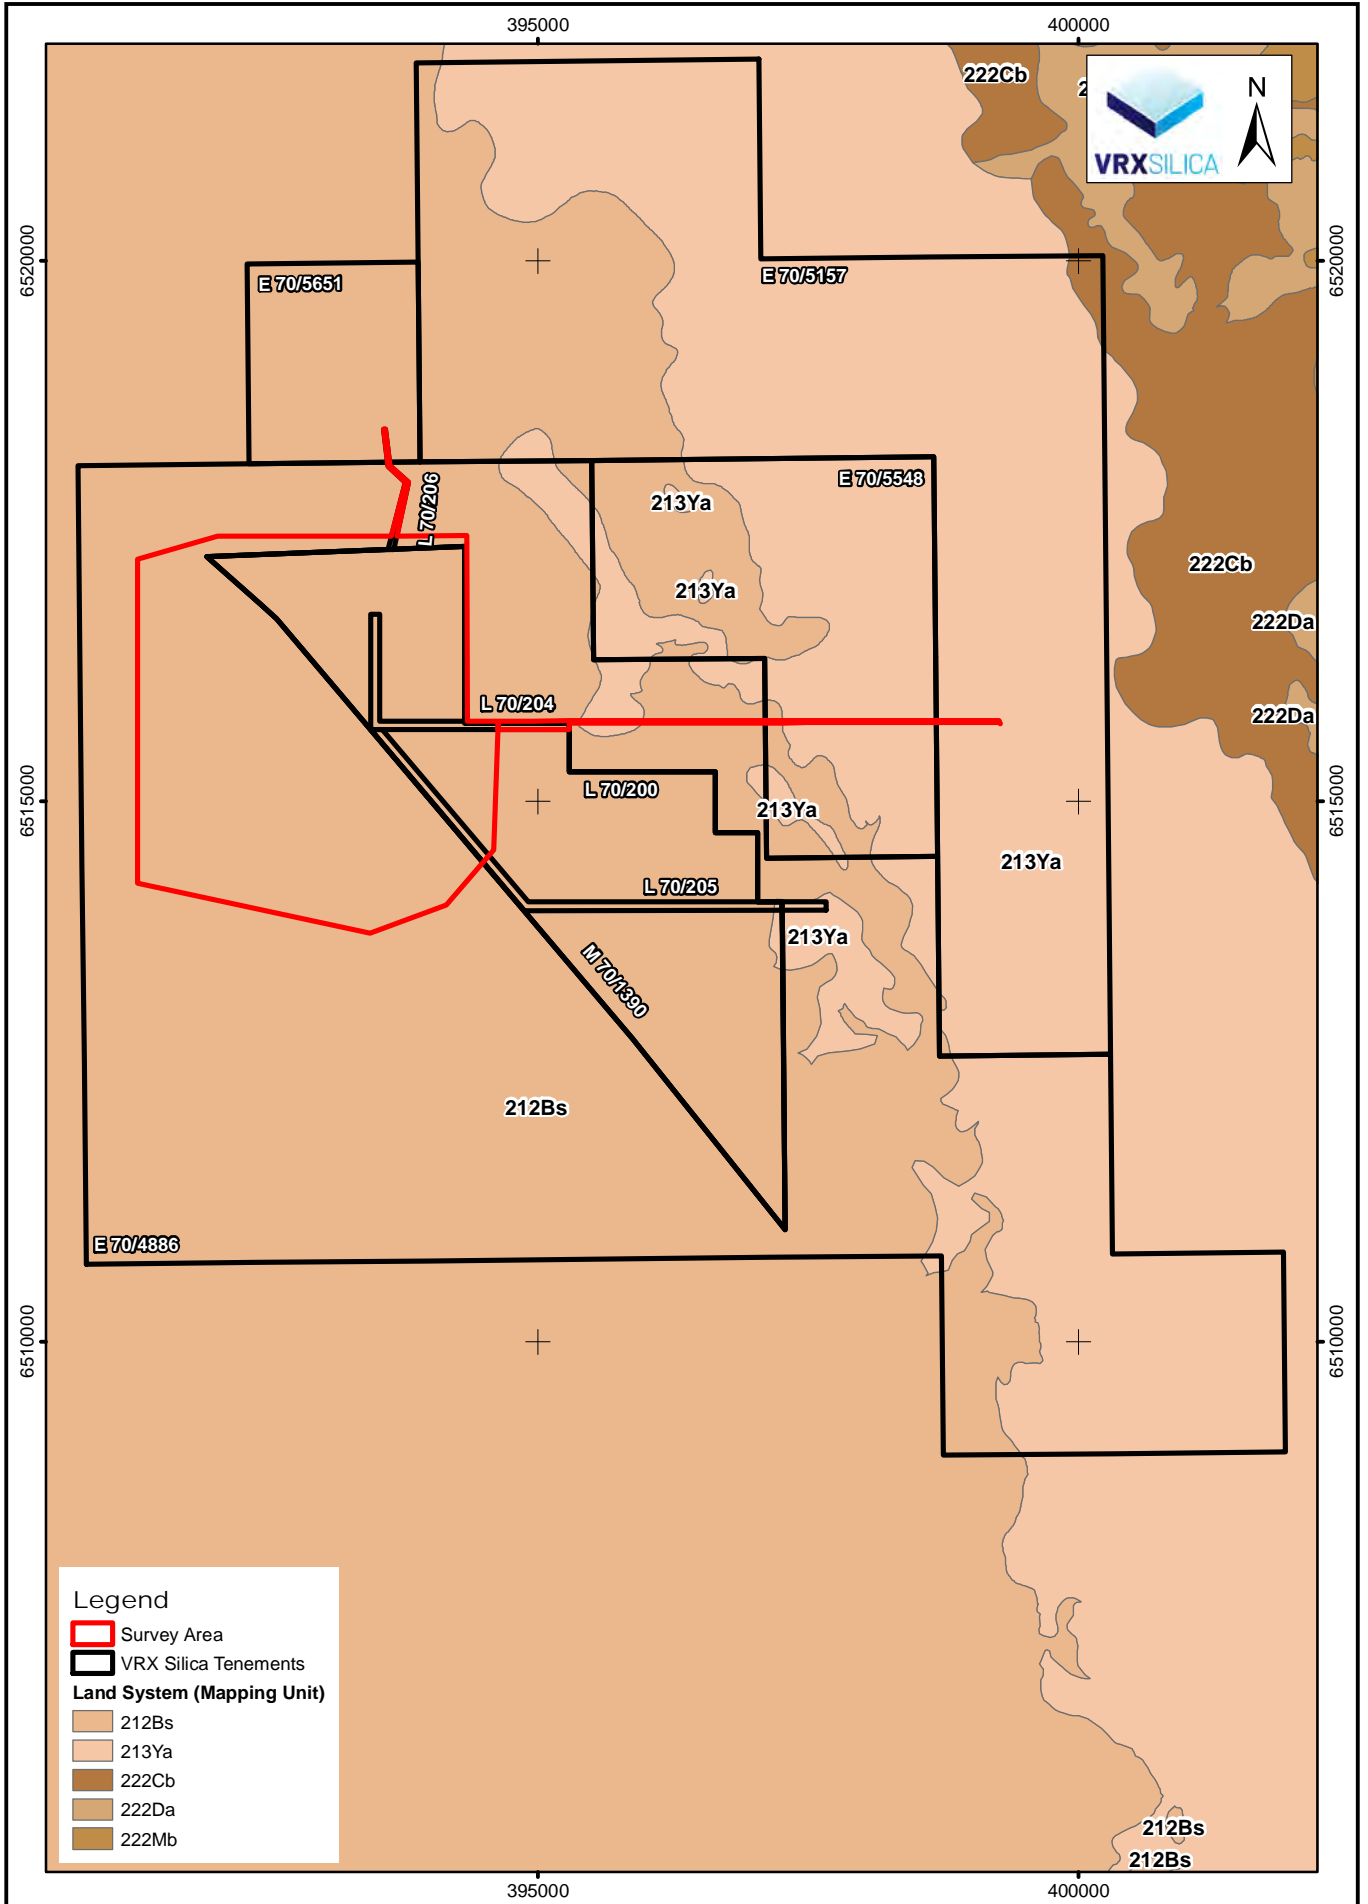 395000
400000
222Cb
2
N
VRXSILICA
6520000
6520000
E 70/5651
E 70/5157
L 70/206
E 70/5548
213Ya
222Cb
213Ya
222Da
L 70/204
222Da
6515000
6515000
L 70/200
213Ya
213Ya
L 70/205
213Ya
M 70/1390
212Bs
E 70/4886
6510000
6510000
Legend
Survey Area
VRX Silica Tenements
Land System (Mapping Unit)
212Bs
213Ya
222Cb
222Da
222Mb
212Bs
212Bs
395000
400000